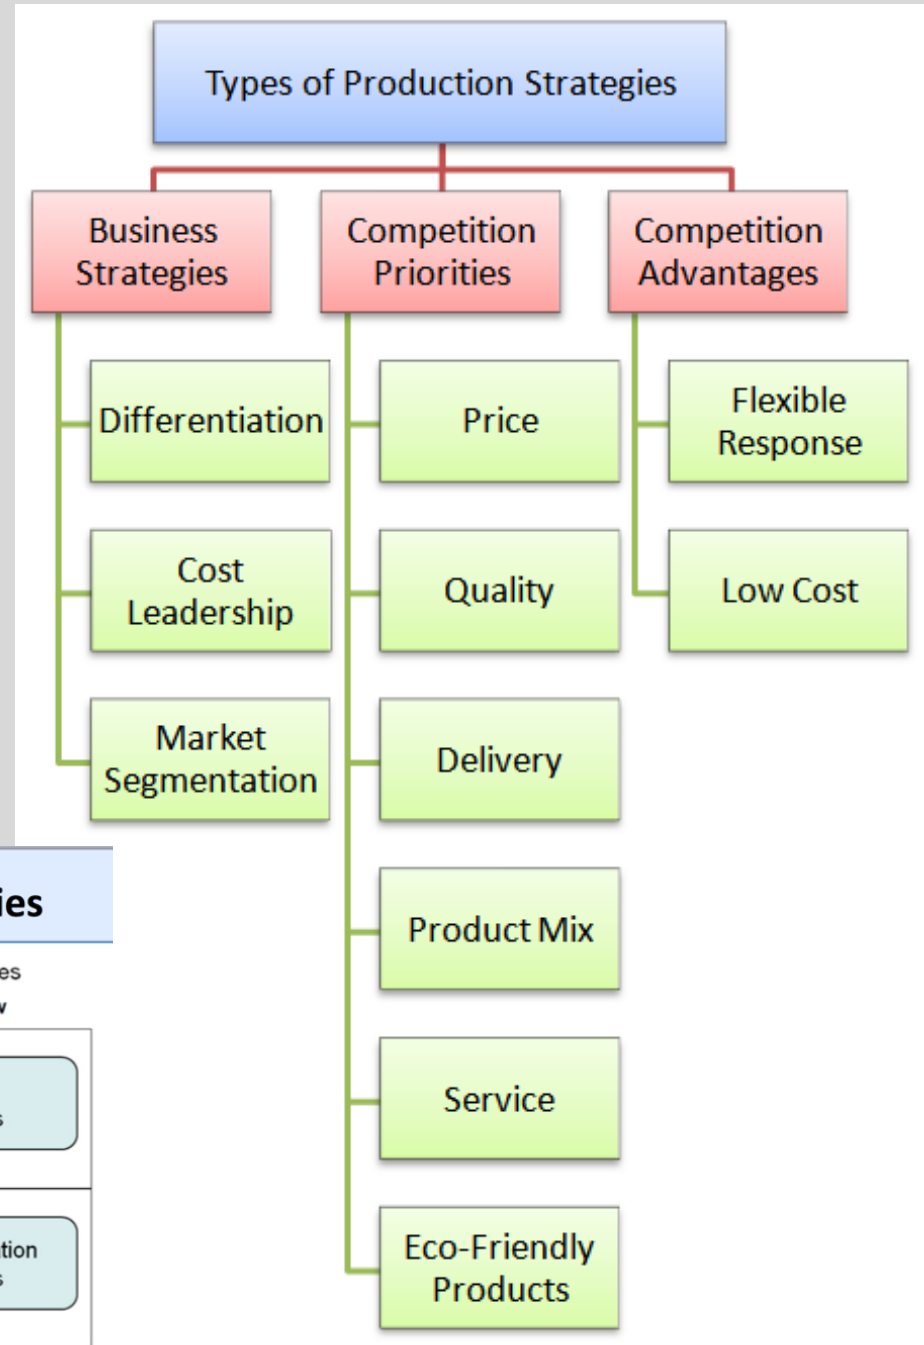 Types of Production Strategies
Business
Strategies
Differentiation
Cost
Leadership
Market
Segmentation
Competition
Priorities
Price
Quality
Delivery
Product Mix
Service
Eco-Friendly
Products
Competition
Advantages
Flexible
Response
Low Cost